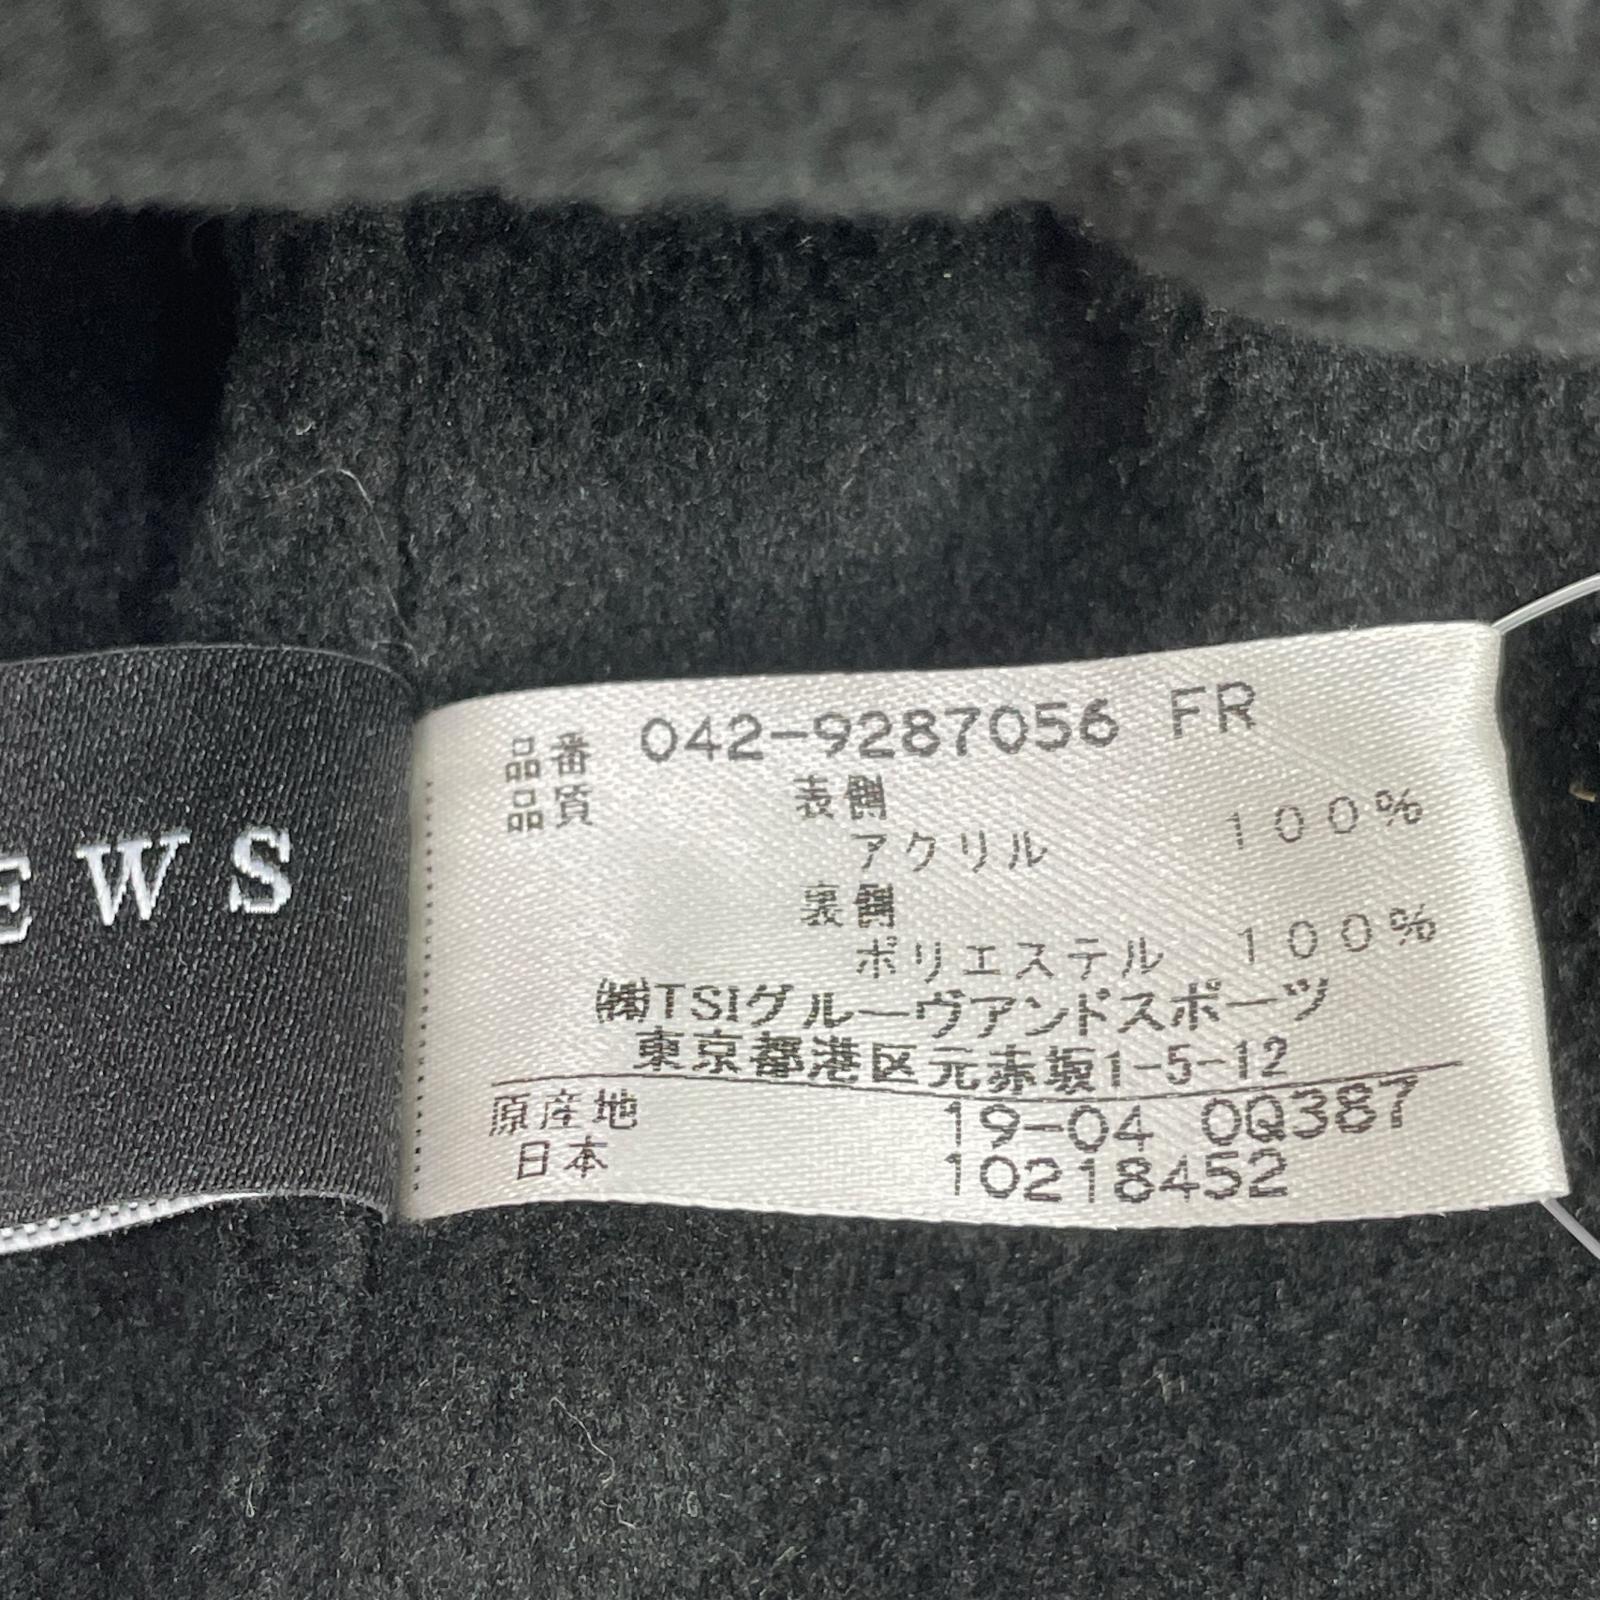 EWS
品番 042-9287056 FR
品質 表側
アクリル 100%
裏側
ポリエステル 100%
㈱TSIグルーヴアンドスポーツ
東京都港区元赤坂1-5-12
原産地 19-04 0Q387
日本 10218452